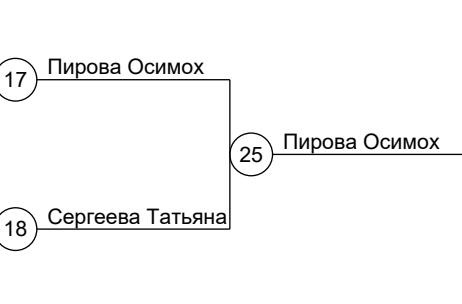 17 Пирова Осимох
25 Пирова Осимох
18 Сергеева Татьяна